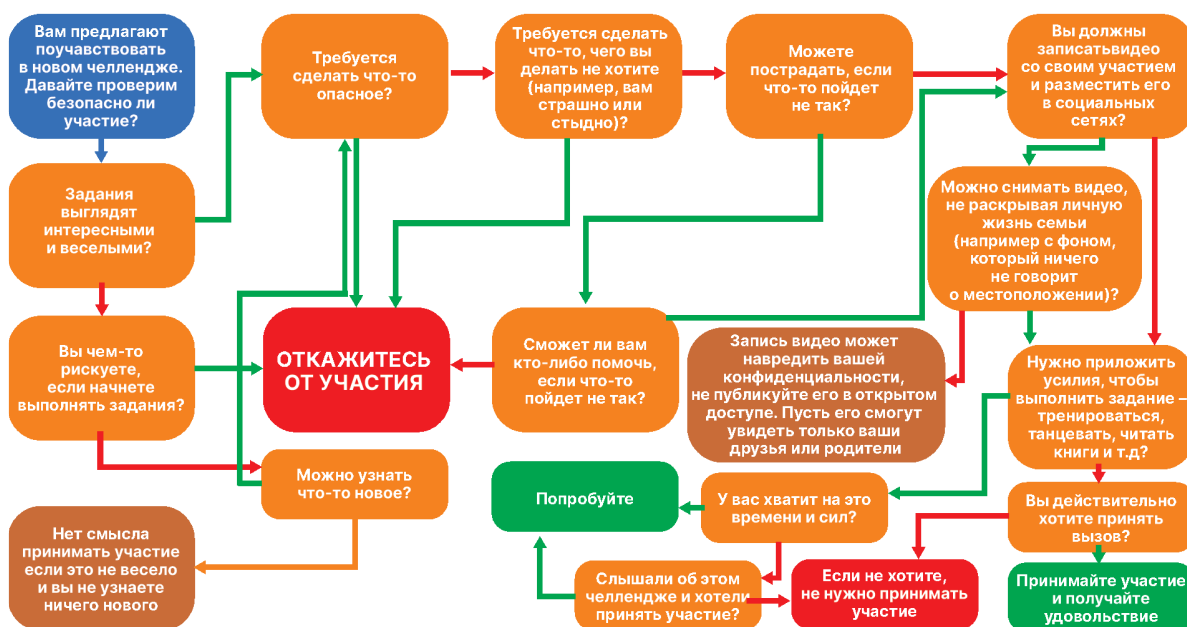 Вам предлагают
поучавствовать
в новом челлендже.
Давайте проверим
безопасно ли
участие?
Требуется
сделать что-то
опасное?
Требуется сделать
что-то, чего вы
делать не хотите
(например, вам
страшно или
стыдно)?
Можете
пострадать, если
что-то пойдет
не так?
Вы должны
записатьвидео
со своим участием
и разместить его
в социальных
сетях?
Задания
выглядят
интересными
и веселыми?
Можно снимать видео,
не раскрывая личную
жизнь семьи
(например с фоном,
который ничего
не говорит
о местоположении)?
Вы чем-то
рискуете,
если начнете
выполнять задания?
ОТКАЖИТЕСЬ
ОТ УЧАСТИЯ
Сможет ли вам
кто-либо помочь,
если что-то
пойдет не так?
Запись видео может
навредить вашей
конфиденциальности,
не публикуйте его в открытом
доступе. Пусть его смогут
увидеть только ваши
друзья или родители
Нужно приложить
усилия, чтобы
выполнить задание –
тренироваться,
танцевать, читать
книги и т.д?
Можно узнать
что-то новое?
Попробуйте
У вас хватит на это
времени и сил?
Вы действительно
хотите принять
вызов?
Нет смысла
принимать участие
если это не весело
и вы не узнаете
ничего нового
Слышали об этом
челлендже и хотели
принять участие?
Если не хотите,
не нужно принимать
участие
Принимайте участие
и получайте
удовольствие